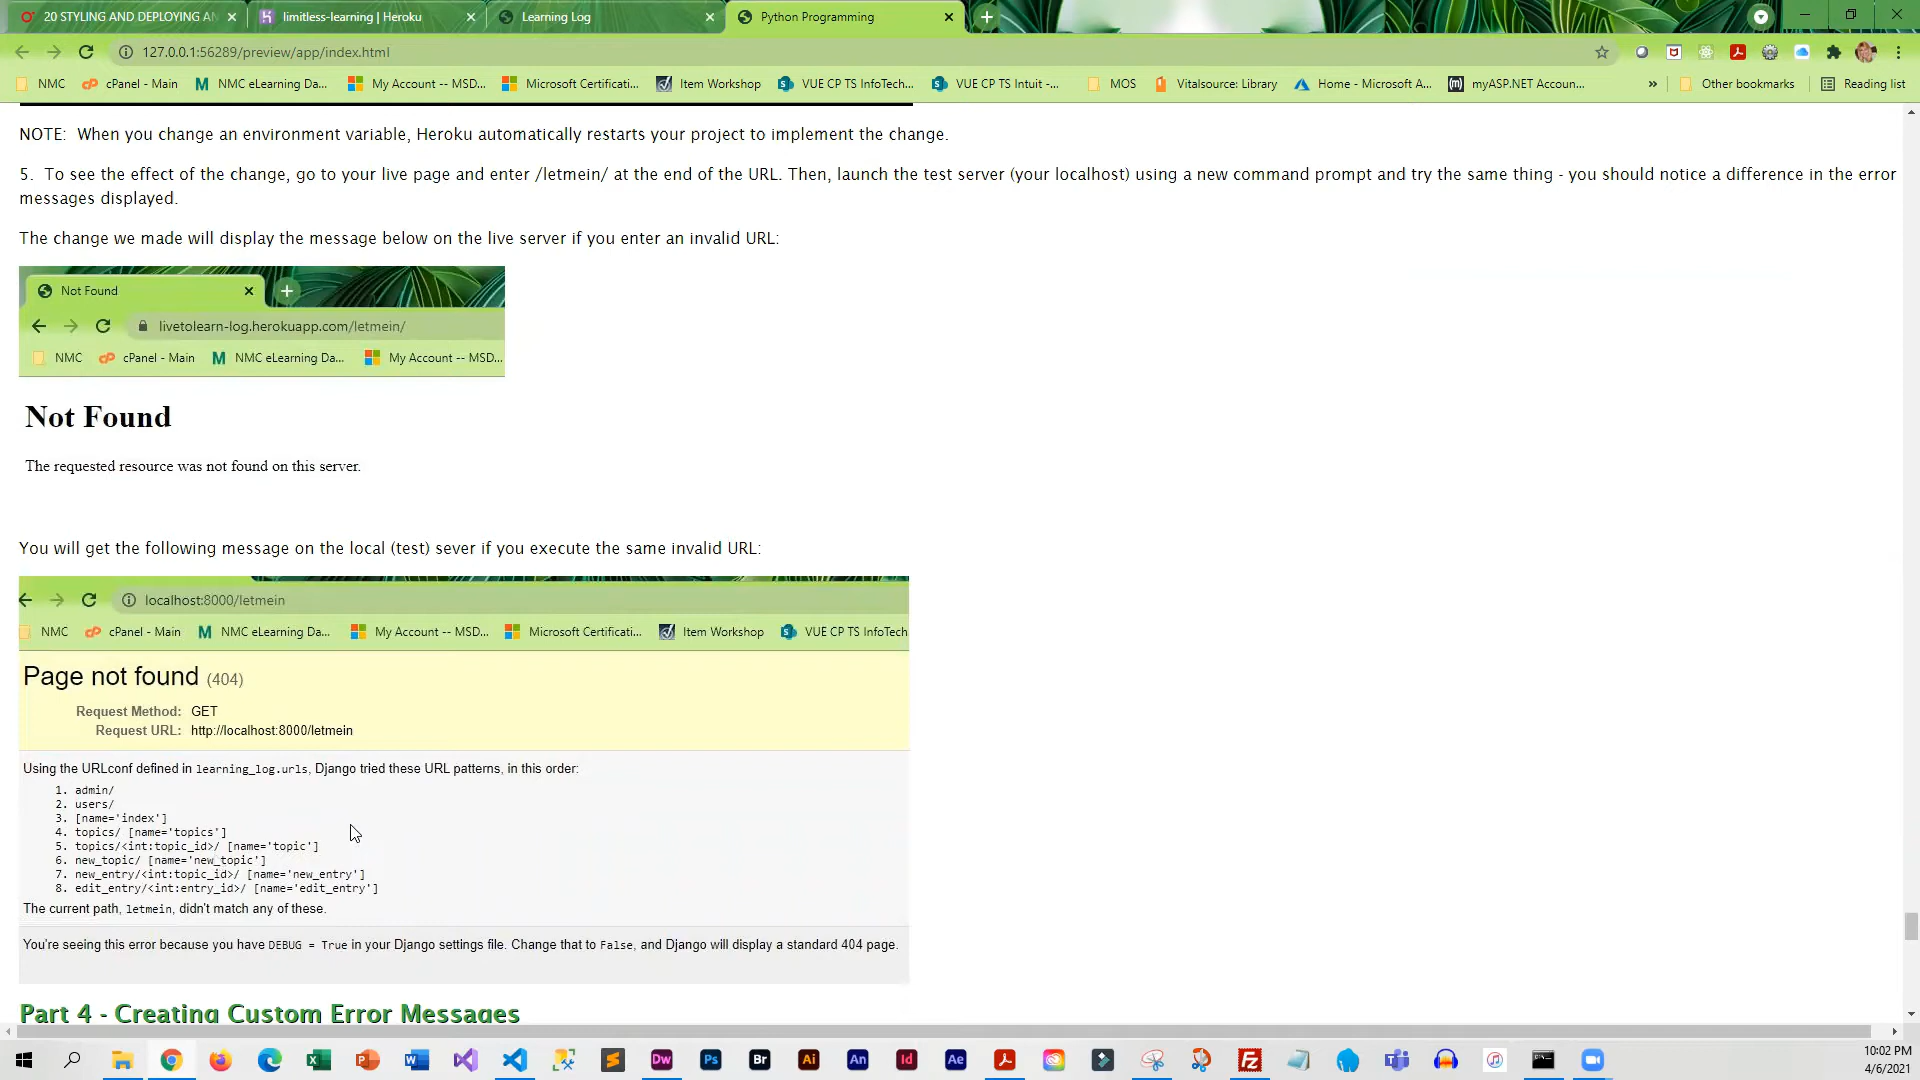 20 STYLING AND DEPLOYING AN
limitless-learning | Heroku
Learning Log
Python Programming
127.0.0.1:56289/preview/app/index.html
NMC
cPanel - Main
NMC eLearning Da...
My Account -- MSD...
Microsoft Certificati...
Item Workshop
VUE CP TS InfoTech...
VUE CP TS Intuit -...
MOS
Vitalsource: Library
Home - Microsoft A...
myASP.NET Accoun...
»
Other bookmarks
Reading list
NOTE: When you change an environment variable, Heroku automatically restarts your project to implement the change.
5. To see the effect of the change, go to your live page and enter /letmein/ at the end of the URL. Then, launch the test server (your localhost) using a new command prompt and try the same thing - you should notice a difference in the error
messages displayed.
The change we made will display the message below on the live server if you enter an invalid URL:
Not Found
livetolearn-log.herokuapp.com/letmein/
NMC
cPanel - Main
NMC eLearning Da...
My Account -- MSD...
Not Found
The requested resource was not found on this server.
You will get the following message on the local (test) sever if you execute the same invalid URL:
localhost:8000/letmein
NMC
cPanel - Main
NMC eLearning Da...
My Account -- MSD...
Microsoft Certificati...
Item Workshop
VUE CP TS InfoTech
Page not found (404)
Request Method: GET
Request URL: http://localhost:8000/letmein
Using the URLconf defined in learning_log.urls, Django tried these URL patterns, in this order:
1. admin/
2. users/
3. [name='index']
4. topics/ [name='topics']
5. topics/<int:topic_id>/ [name='topic']
6. new_topic/ [name='new_topic']
7. new_entry/<int:topic_id>/ [name='new_entry']
8. edit_entry/<int:entry_id>/ [name='edit_entry']
The current path, letmein, didn't match any of these.
You're seeing this error because you have DEBUG = True in your Django settings file. Change that to False, and Django will display a standard 404 page.
Part 4 - Creating Custom Error Messages
Dw
Ps
Br
Ai
An
Id
Ae
10:02 PM
4/6/2021